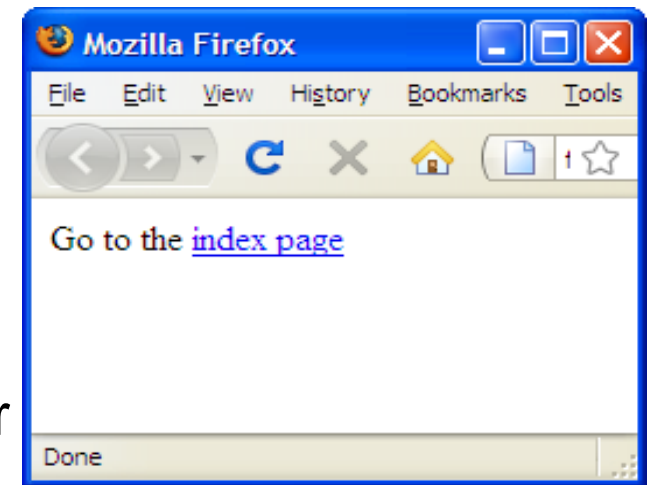 Mozilla Firefox
File Edit View History Bookmarks Tools
Go to the index page
r
Done